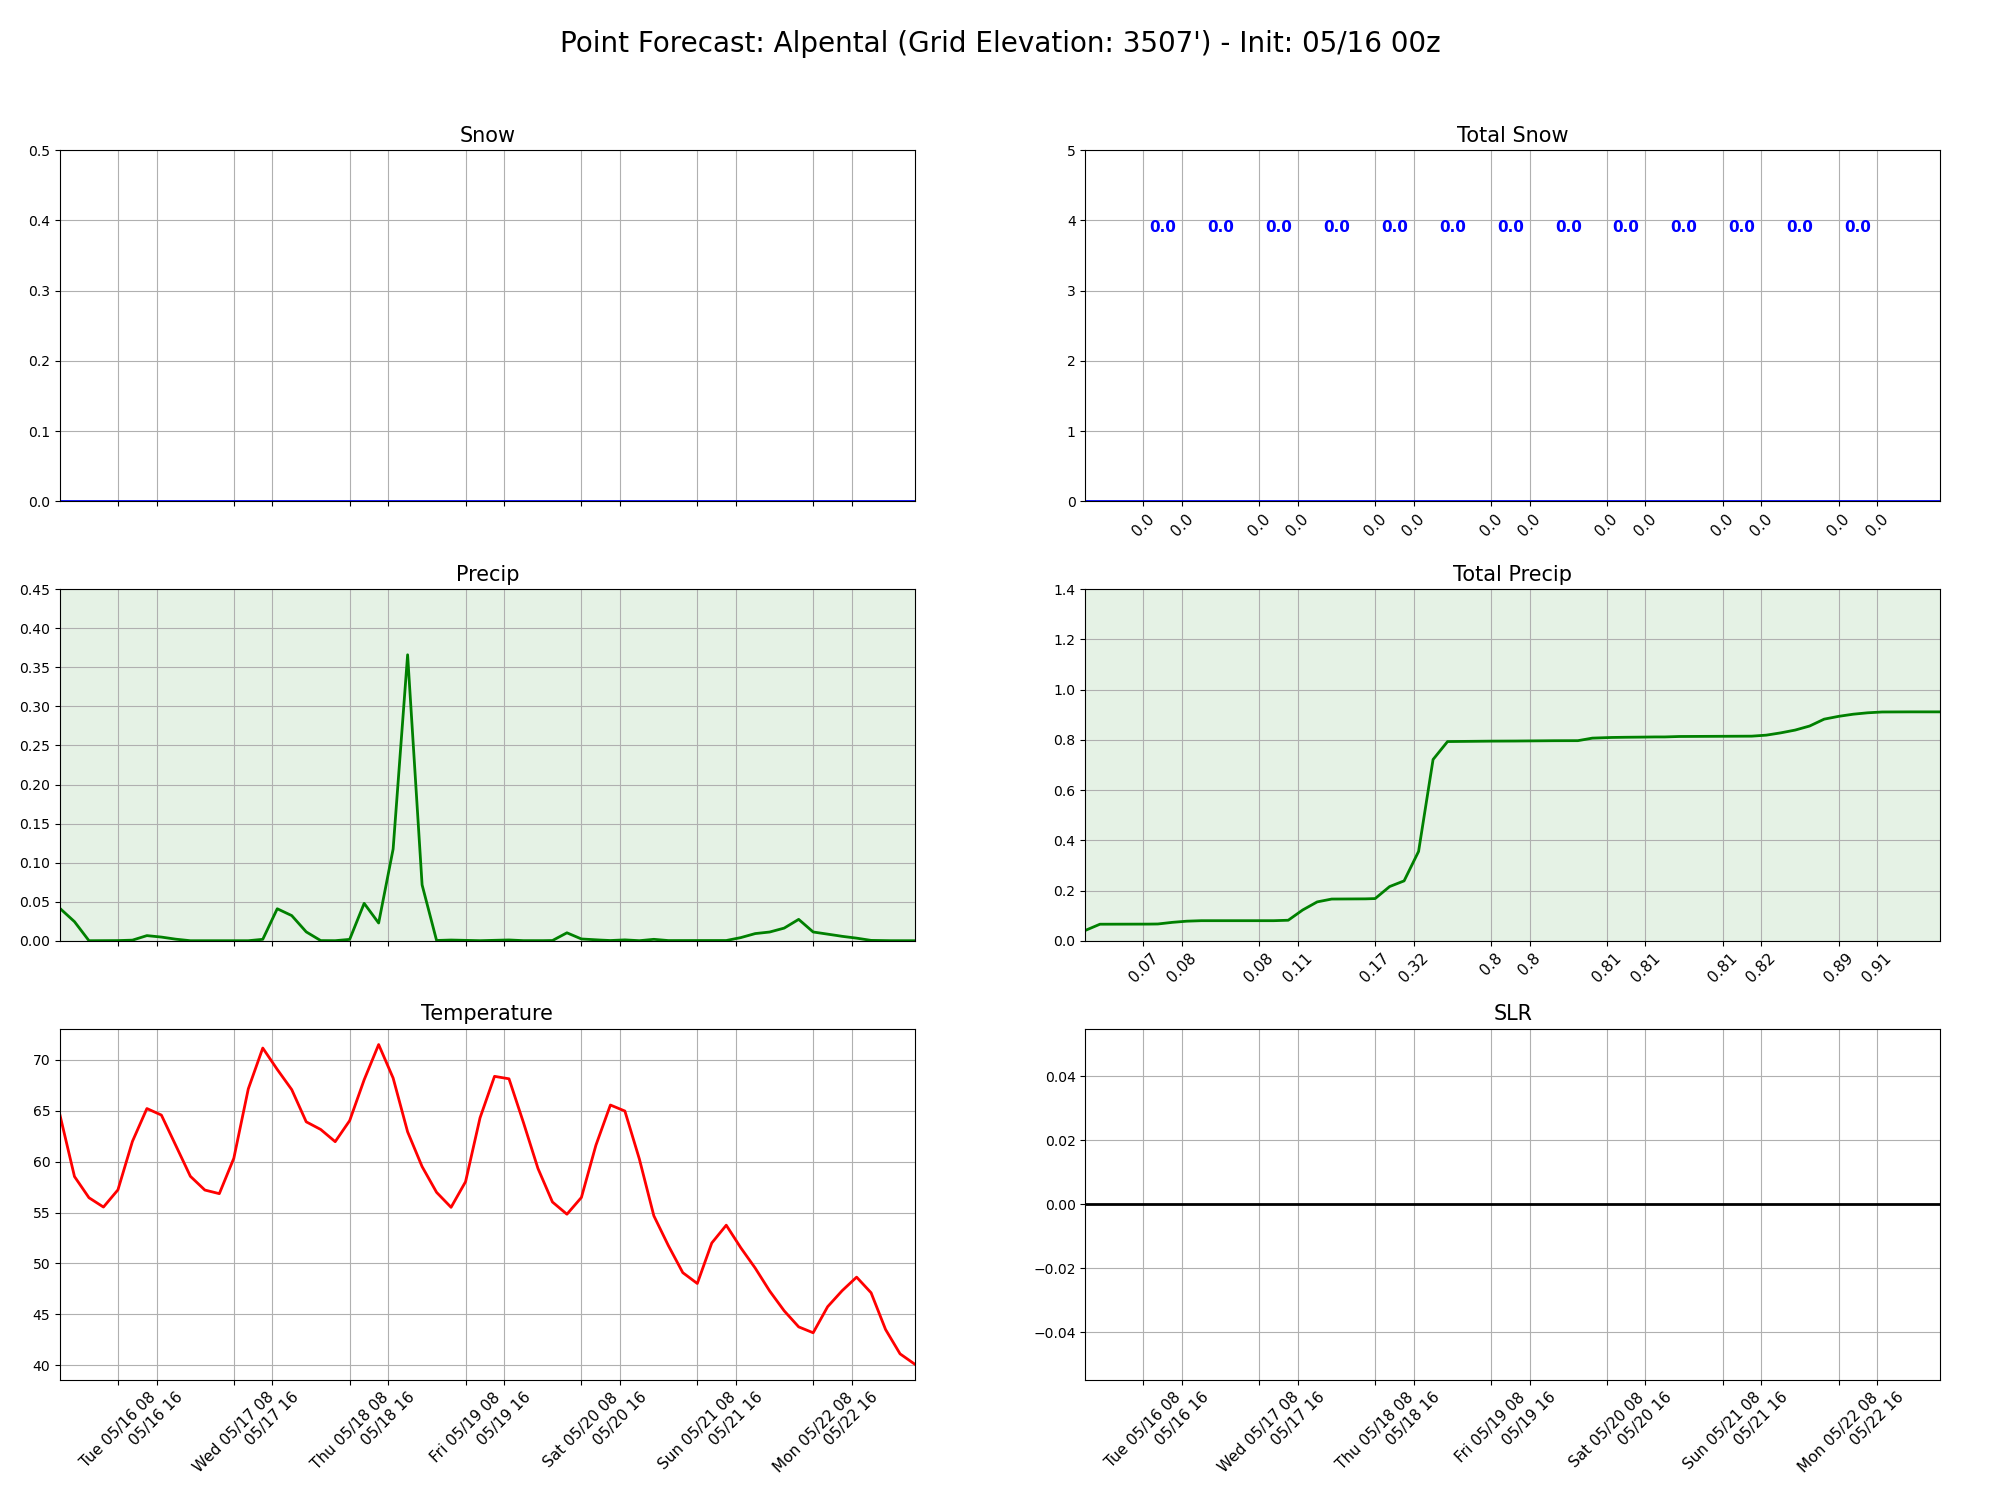 Point Forecast: Alpental (Grid Elevation: 3507') - Init: 05/16 00z
Snow
0.5
0.4
0.3
0.2
0.1
0.0
Total Snow
5
4
3
2
1
0
0.0 0.0 0.0 0.0 0.0 0.0 0.0 0.0 0.0 0.0 0.0 0.0 0.0
0.0 0.0 0.0 0.0 0.0 0.0 0.0 0.0 0.0 0.0 0.0 0.0 0.0 0.0
Precip
0.45
0.40
0.35
0.30
0.25
0.20
0.15
0.10
0.05
0.00
Total Precip
1.4
1.2
1.0
0.8
0.6
0.4
0.2
0.0
0.07 0.08 0.08 0.11 0.17 0.32 0.8 0.8 0.81 0.81 0.81 0.82 0.89 0.91
Temperature
70
65
60
55
50
45
40
Tue 05/16 08
05/16 16
Wed 05/17 08
05/17 16
Thu 05/18 08
05/18 16
Fri 05/19 08
05/19 16
Sat 05/20 08
05/20 16
Sun 05/21 08
05/21 16
Mon 05/22 08
05/22 16
SLR
0.04
0.02
0.00
−0.02
−0.04
Tue 05/16 08
05/16 16
Wed 05/17 08
05/17 16
Thu 05/18 08
05/18 16
Fri 05/19 08
05/19 16
Sat 05/20 08
05/20 16
Sun 05/21 08
05/21 16
Mon 05/22 08
05/22 16